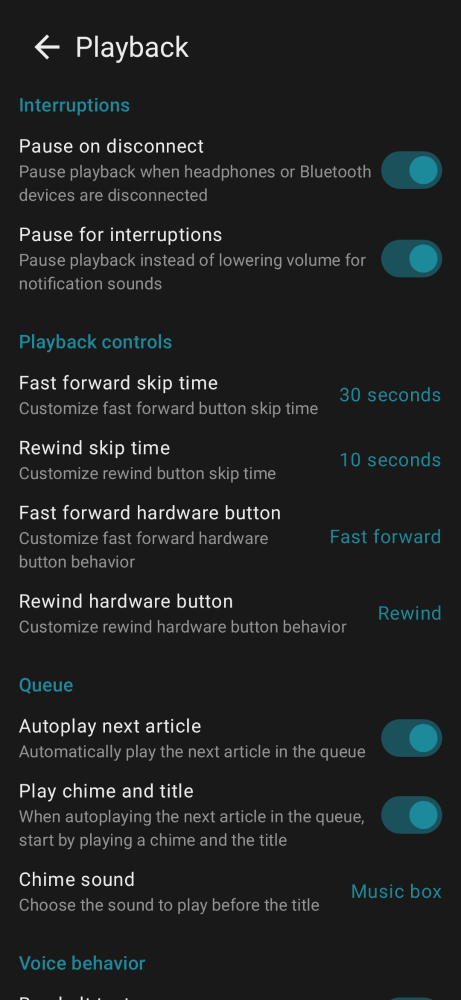 Playback
Interruptions
Pause on disconnect
Pause playback when headphones or Bluetooth
devices are disconnected
Pause for interruptions
Pause playback instead of lowering volume for
notification sounds
Playback controls
Fast forward skip time
Customize fast forward button skip time
30 seconds
Rewind skip time
Customize rewind button skip time
10 seconds
Fast forward hardware button
Customize fast forward hardware
button behavior
Fast forward
Rewind hardware button
Customize rewind hardware button behavior
Rewind
Queue
Autoplay next article
Automatically play the next article in the queue
Play chime and title
When autoplaying the next article in the queue,
start by playing a chime and the title
Chime sound
Choose the sound to play before the title
Music box
Voice behavior